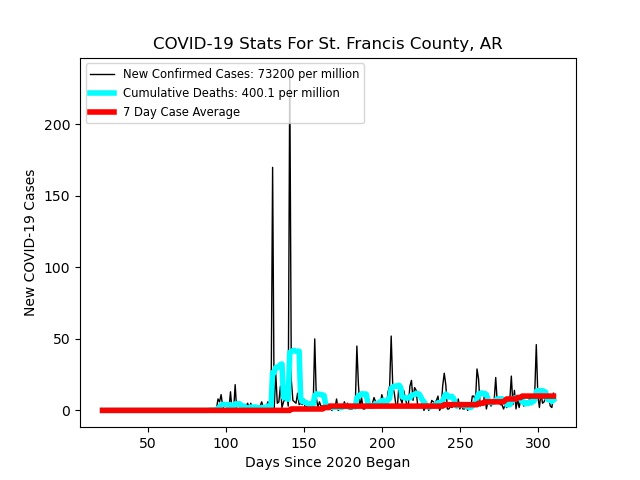 COVID-19 Stats For St. Francis County, AR
New Confirmed Cases: 73200 per million
Cumulative Deaths: 400.1 per million
7 Day Case Average
200
150
100
50
0
New COVID-19 Cases
50 100 150 200 250 300
Days Since 2020 Began